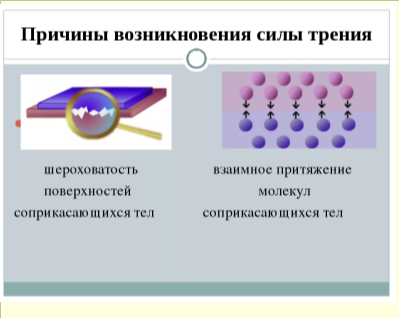 Причины возникновения силы трения
шероховатость
поверхностей
соприкасающихся тел
взаимное притяжение
молекул
соприкасающихся тел